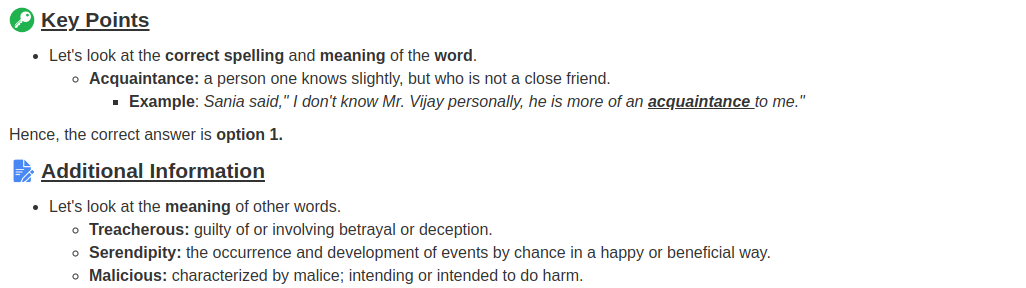 Key Points
• Let's look at the correct spelling and meaning of the word.
○ Acquaintance: a person one knows slightly, but who is not a close friend.
■ Example: Sania said," I don't know Mr. Vijay personally, he is more of an acquaintance to me."
Hence, the correct answer is option 1.
Additional Information
• Let's look at the meaning of other words.
○ Treacherous: guilty of or involving betrayal or deception.
○ Serendipity: the occurrence and development of events by chance in a happy or beneficial way.
○ Malicious: characterized by malice; intending or intended to do harm.